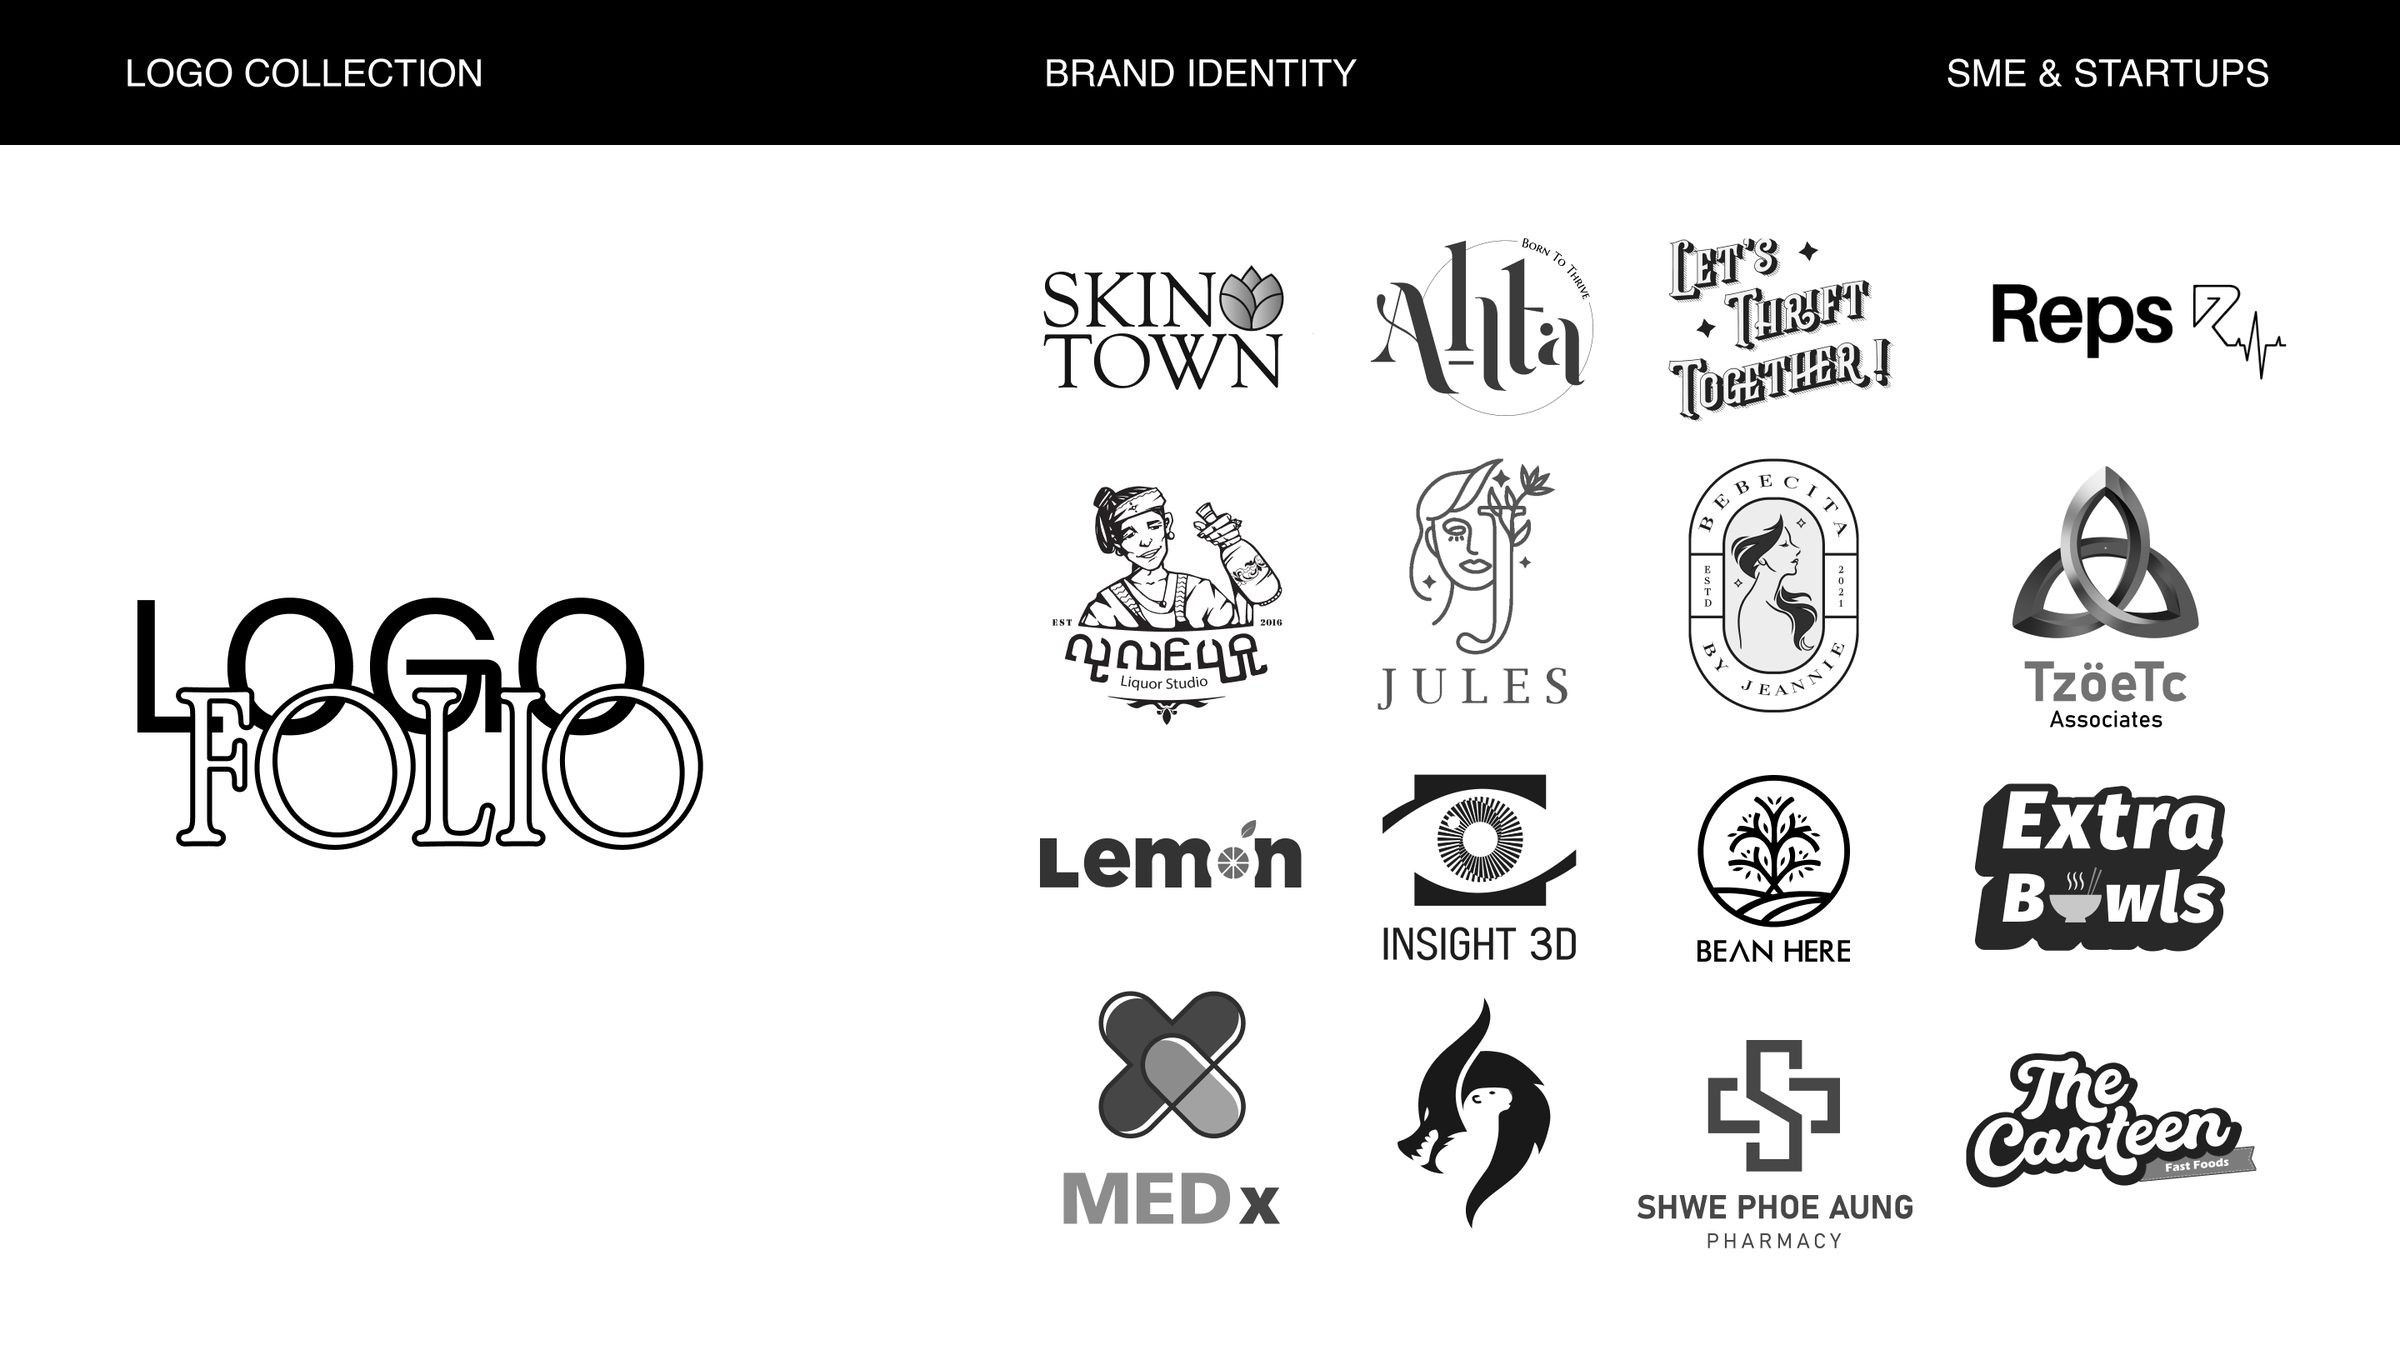 LOGO COLLECTION
BRAND IDENTITY
SME & STARTUPS
LOGO
FOLIO
SKIN
TOWN
Ahta
BORN TO THRIVE
LET'S
THRIFT
TOGETHER!
Reps
EST
2016
Liquor Studio
JULES
BEBECITA
ESTD
2021
BY JEANNIE
TzöeTc
Associates
Lemon
INSIGHT 3D
BEAN HERE
Extra
Bowls
MEDx
SHWE PHOE AUNG
PHARMACY
The
Canteen
Fast Foods